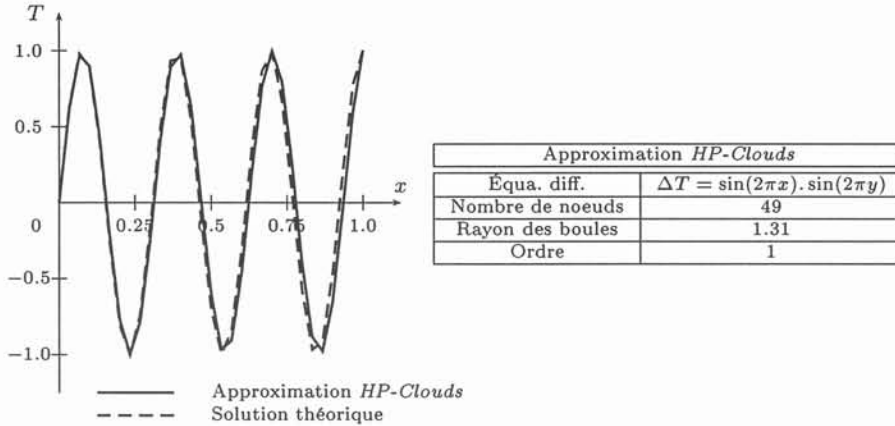 T
1.0
0.5
x
0
0.25
0.5
0.75
1.0
−0.5
−1.0
Approximation HP-Clouds
Solution théorique
Approximation HP-Clouds
Équa. diff. ΔT = sin(2πx). sin(2πy)
Nombre de noeuds 49
Rayon des boules 1.31
Ordre 1